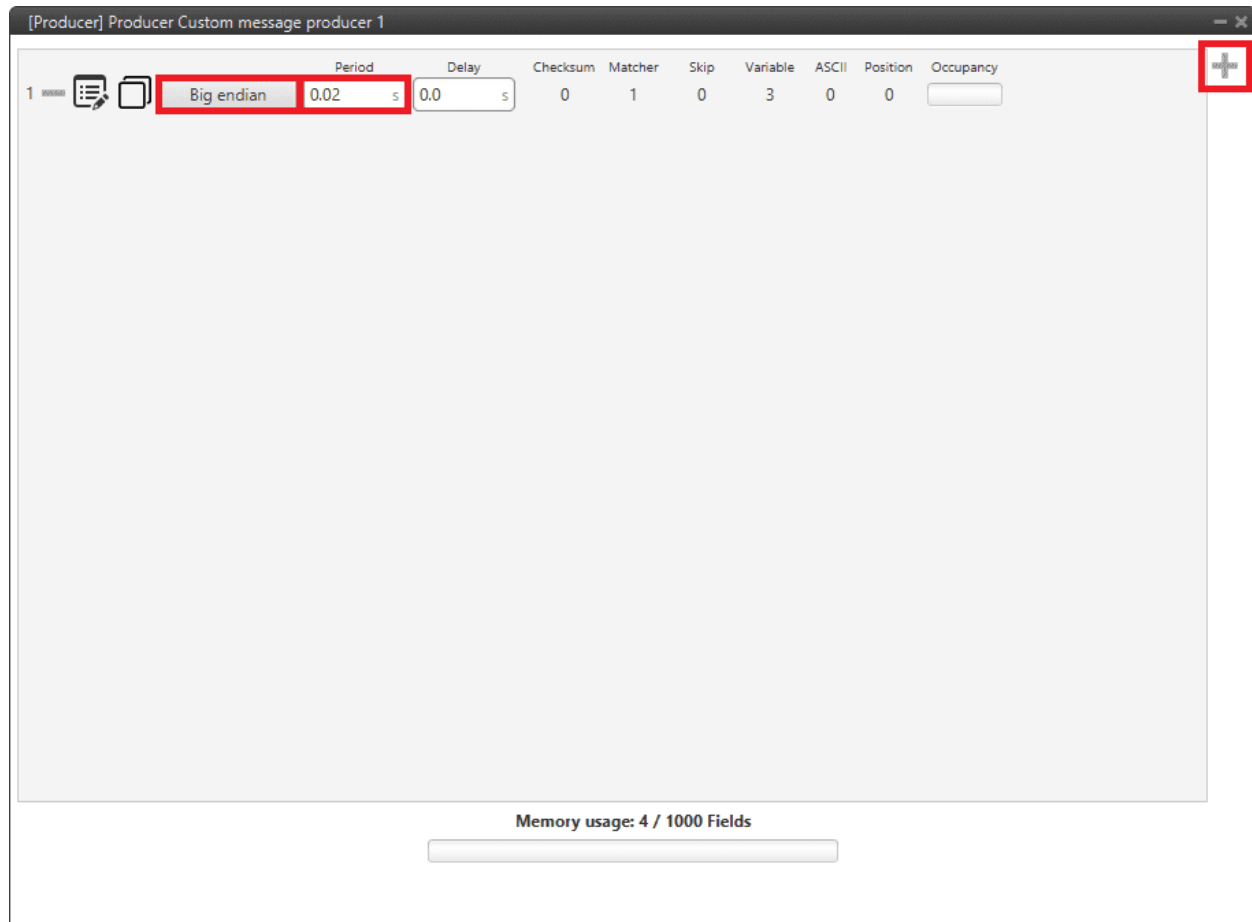 [Producer] Producer Custom message producer 1
Period Delay Checksum Matcher Skip Variable ASCII Position Occupancy
1 Big endian 0.02 s 0.0 s 0 1 0 3 0 0
Memory usage: 4 / 1000 Fields